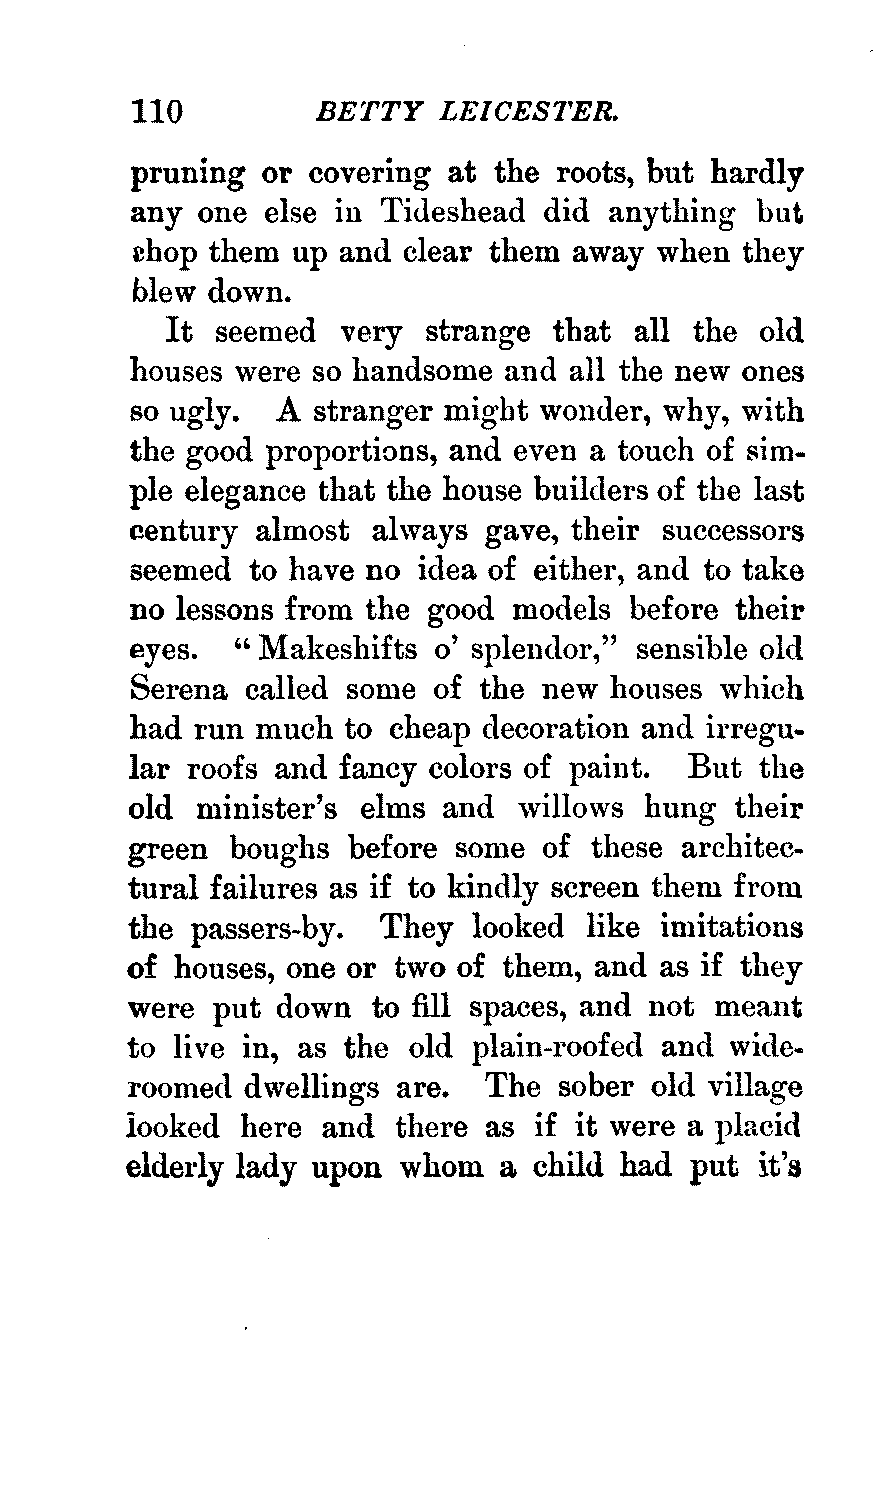 110 BETTY LEICESTER.
pruning or covering at the roots, but hardly
any one else in Tideshead did anything but
chop them up and clear them away when they
blew down.
It seemed very strange that all the old
houses were so handsome and all the new ones
so ugly. A stranger might wonder, why, with
the good proportions, and even a touch of sim-
ple elegance that the house builders of the last
century almost always gave, their successors
seemed to have no idea of either, and to take
no lessons from the good models before their
eyes. “Makeshifts o’ splendor,” sensible old
Serena called some of the new houses which
had run much to cheap decoration and irregu-
lar roofs and fancy colors of paint. But the
old minister’s elms and willows hung their
green boughs before some of these architec-
tural failures as if to kindly screen them from
the passers-by. They looked like imitations
of houses, one or two of them, and as if they
were put down to fill spaces, and not meant
to live in, as the old plain-roofed and wide-
roomed dwellings are. The sober old village
looked here and there as if it were a placid
elderly lady upon whom a child had put it’s